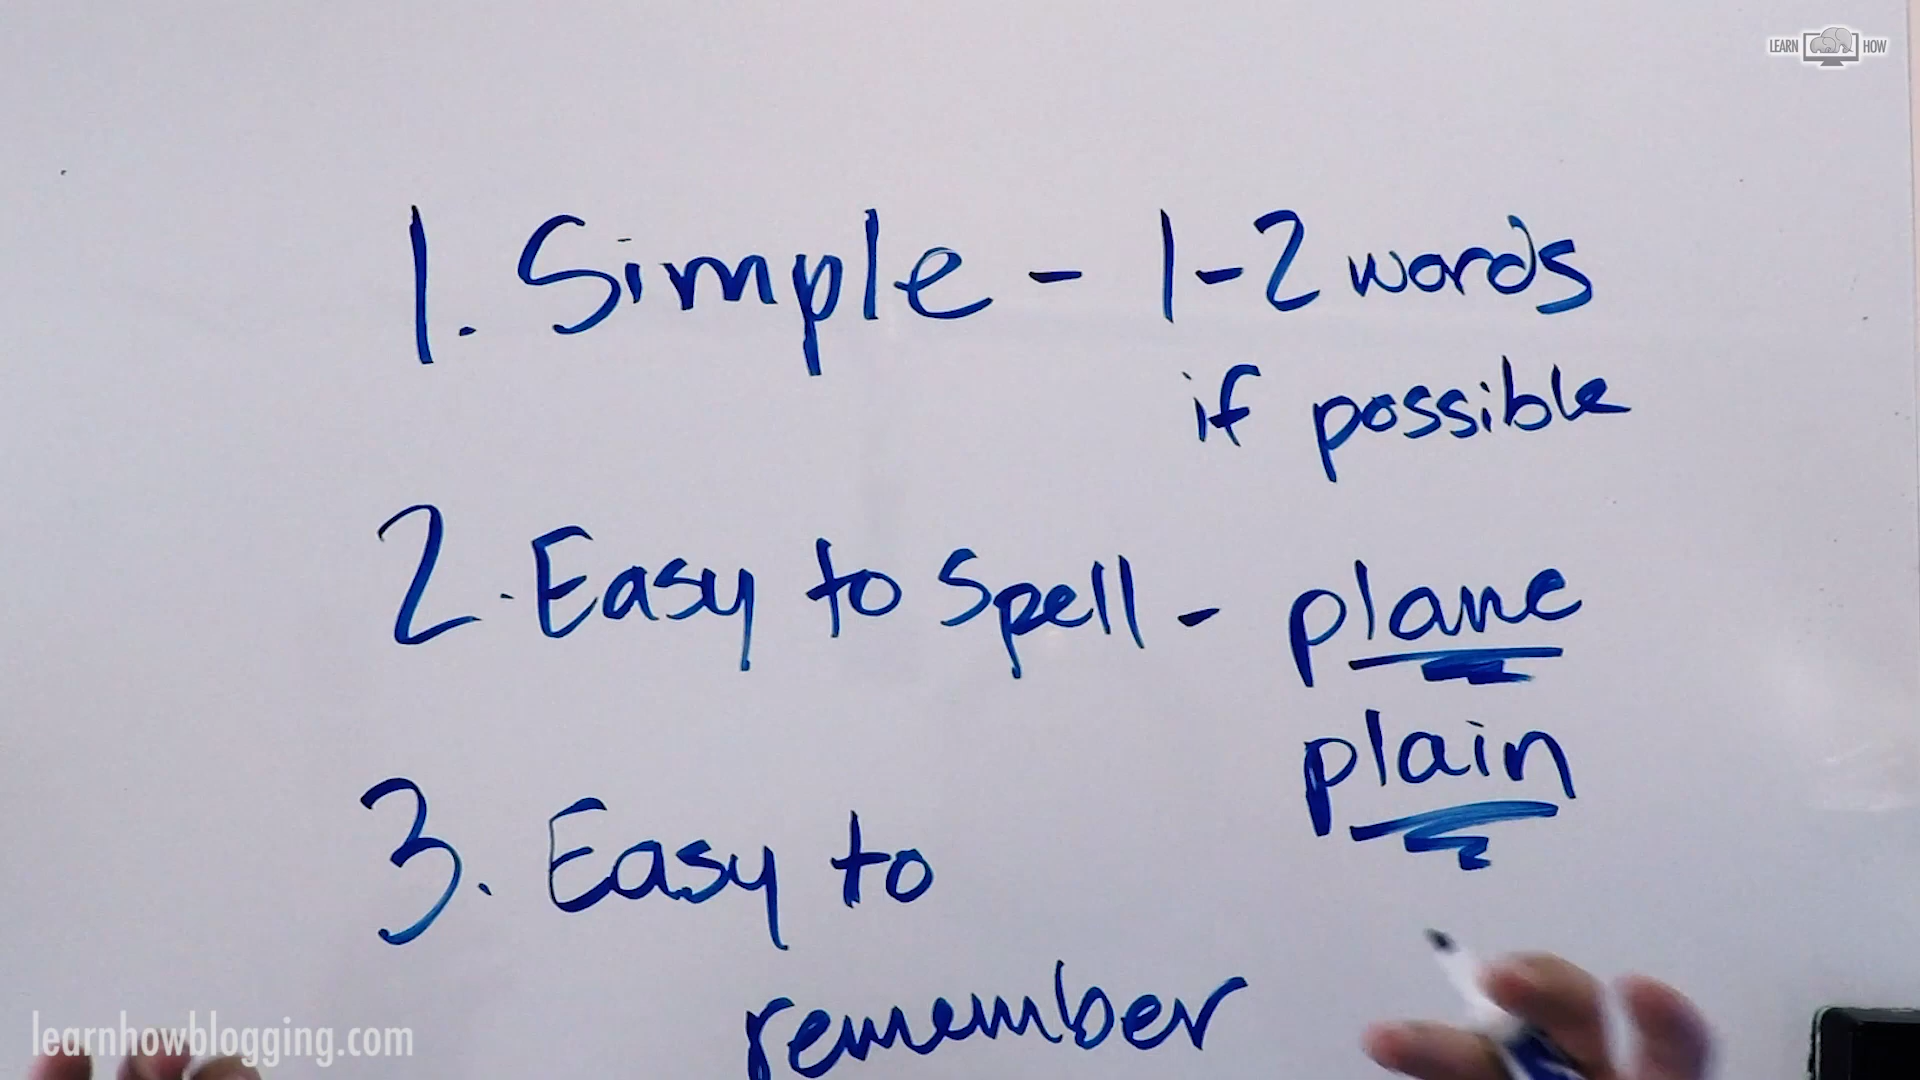 LEARN HOW
1. Simple - 1-2 words
if possible
2. Easy to spell - plane
plain
3. Easy to
remember
learnhowblogging.com